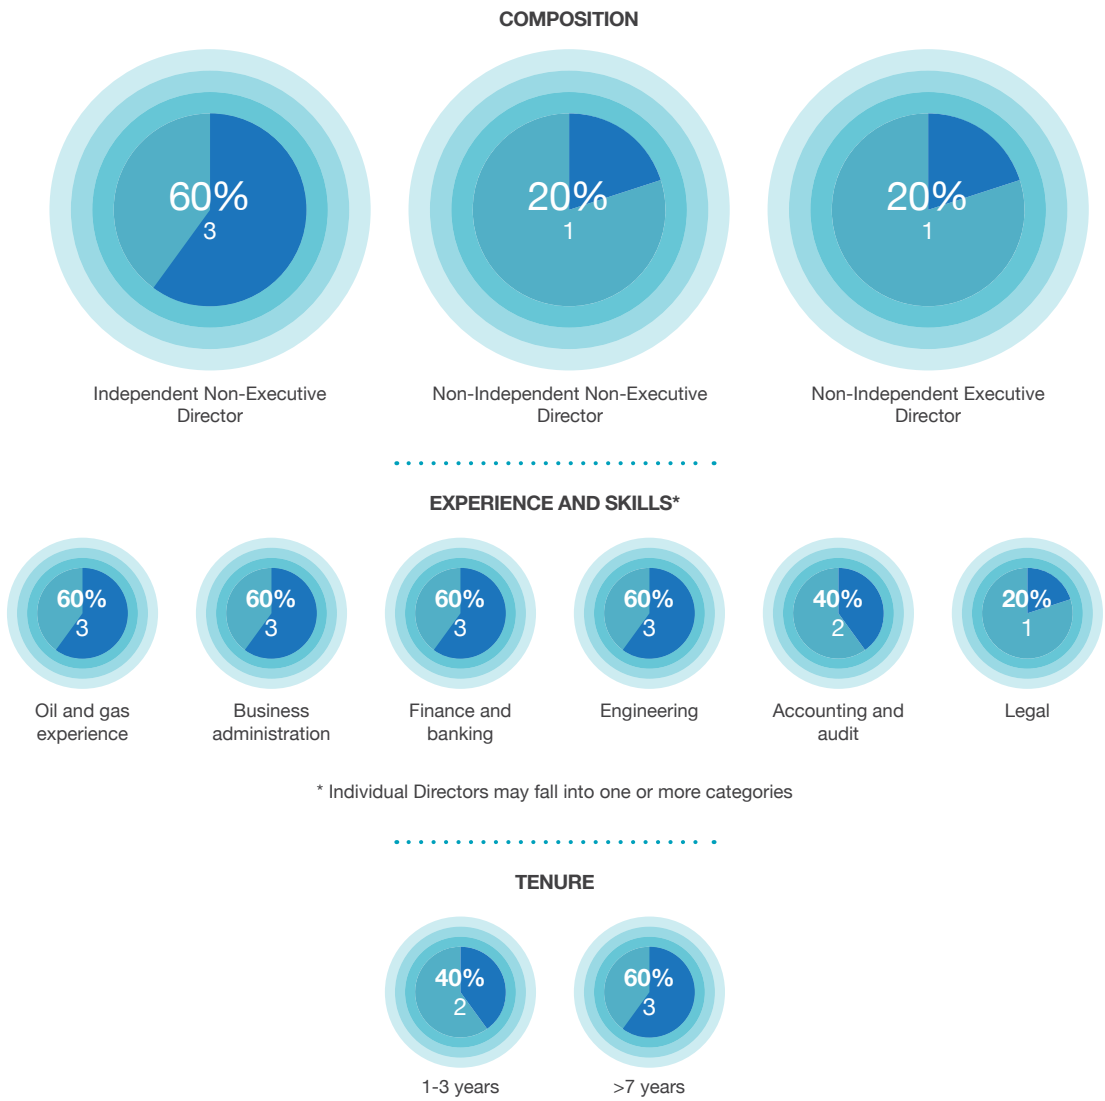 COMPOSITION
60%
3
20%
1
20%
1
Independent Non-Executive
Director
Non-Independent Non-Executive
Director
Non-Independent Executive
Director
EXPERIENCE AND SKILLS*
60%
3
60%
3
60%
3
60%
3
40%
2
20%
1
Oil and gas
experience
Business
administration
Finance and
banking
Engineering
Accounting and
audit
Legal
* Individual Directors may fall into one or more categories
TENURE
40%
2
60%
3
1-3 years
>7 years